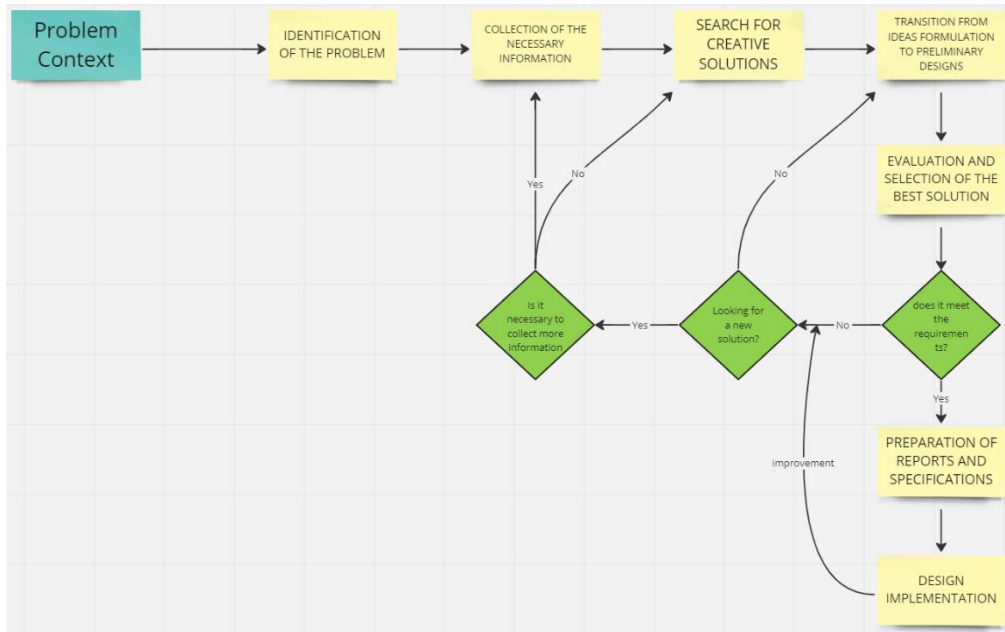 Problem
Context
IDENTIFICATION
OF THE PROBLEM
COLLECTION OF THE
NECESSARY
INFORMATION
SEARCH FOR
CREATIVE
SOLUTIONS
TRANSITION FROM
IDEAS FORMULATION
TO PRELIMINARY
DESIGNS
EVALUATION AND
SELECTION OF THE
BEST SOLUTION
Yes
No
No
Is it
necessary to
collect more
information
Yes
Looking for
a new
solution?
No
does it meet
the
requiremen
ts?
Yes
PREPARATION OF
REPORTS AND
SPECIFICATIONS
improvement
DESIGN
IMPLEMENTATION